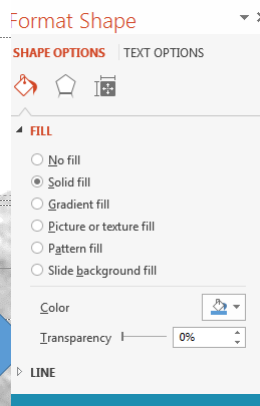 Format Shape
SHAPE OPTIONS TEXT OPTIONS
FILL
No fill
Solid fill
Gradient fill
Picture or texture fill
Pattern fill
Slide background fill
Color
Transparency 0%
LINE